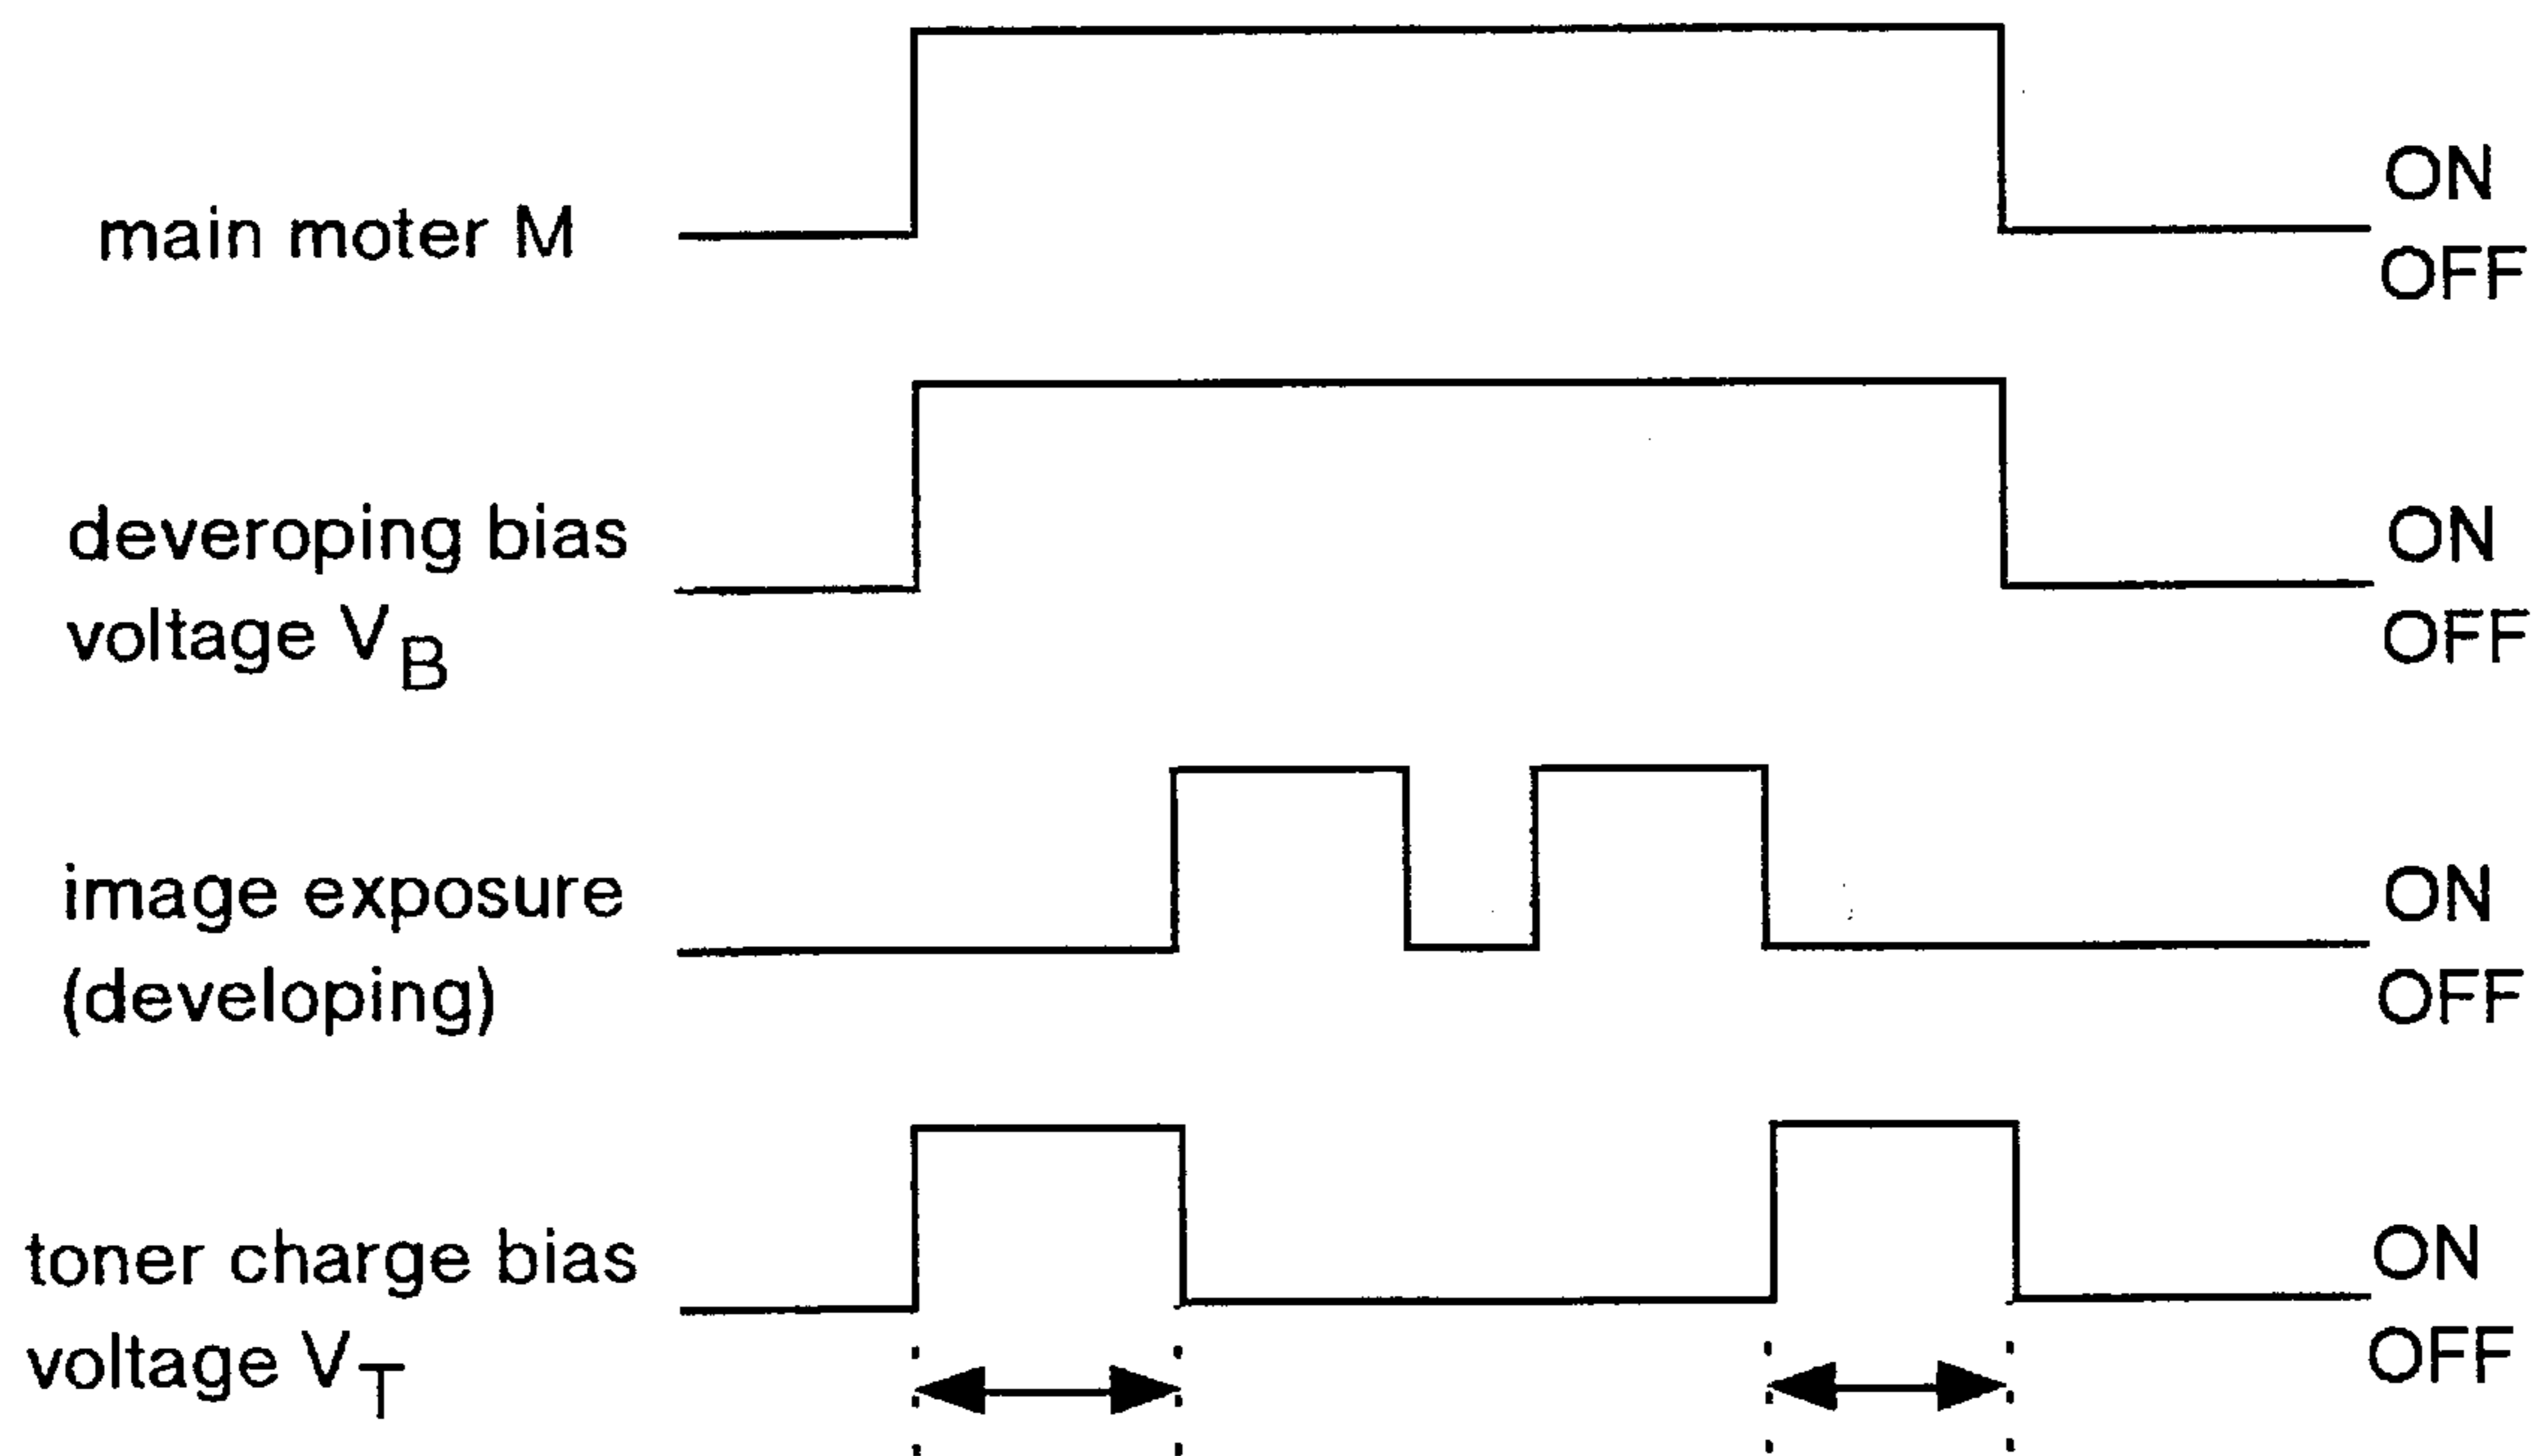 main moter M
ON
OFF
deveroping bias
voltage VB
ON
OFF
image exposure
(developing)
ON
OFF
toner charge bias
voltage VT
ON
OFF